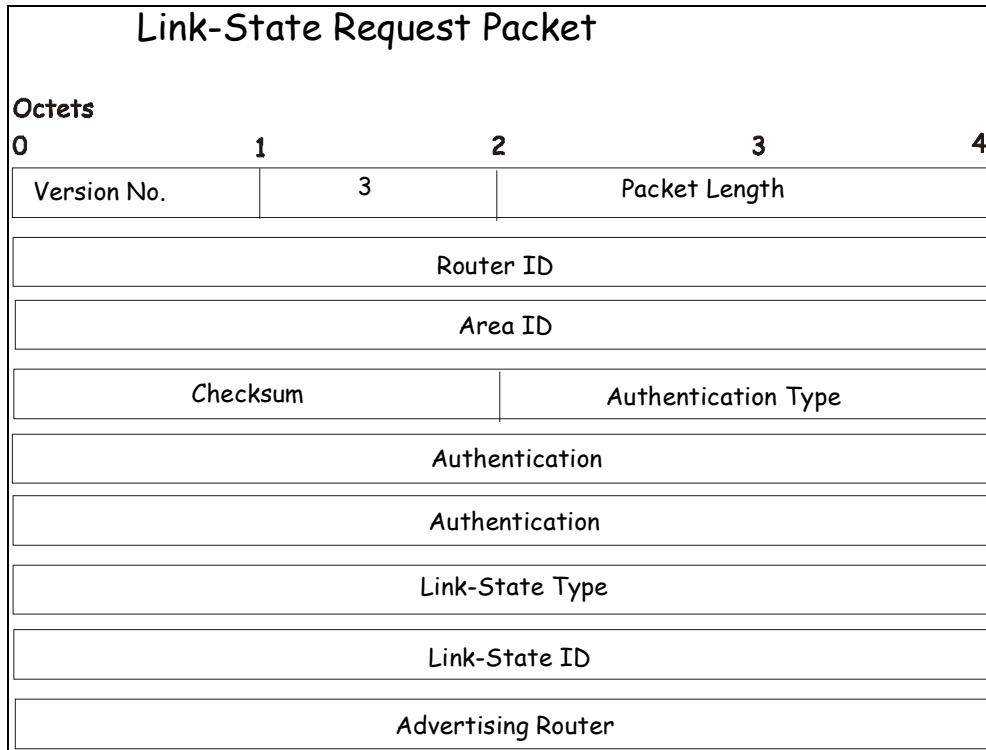 Link-State Request Packet
Octets
0 1 2 3 4
Version No. 3 Packet Length
Router ID
Area ID
Checksum Authentication Type
Authentication
Authentication
Link-State Type
Link-State ID
Advertising Router